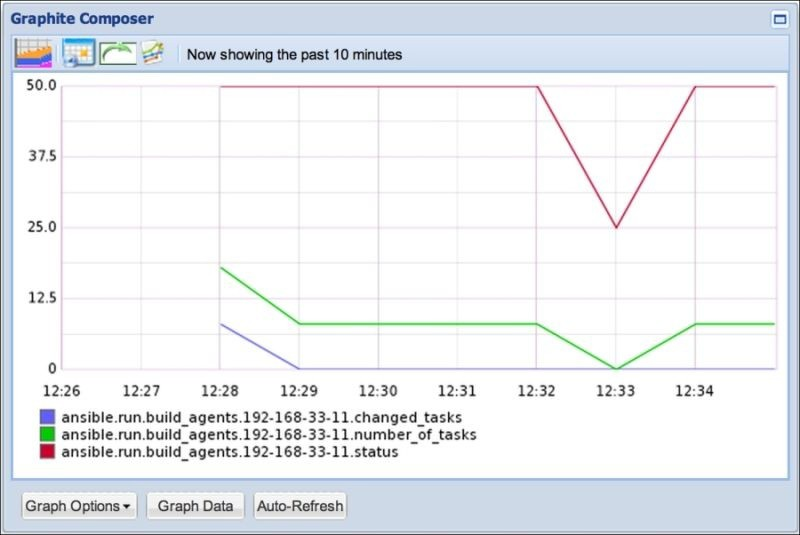 Graphite Composer
Now showing the past 10 minutes
50.0
37.5
25.0
12.5
0
12:26 12:27 12:28 12:29 12:30 12:31 12:32 12:33 12:34
ansible.run.build_agents.192-168-33-11.changed_tasks
ansible.run.build_agents.192-168-33-11.number_of_tasks
ansible.run.build_agents.192-168-33-11.status
Graph Options Graph Data Auto-Refresh